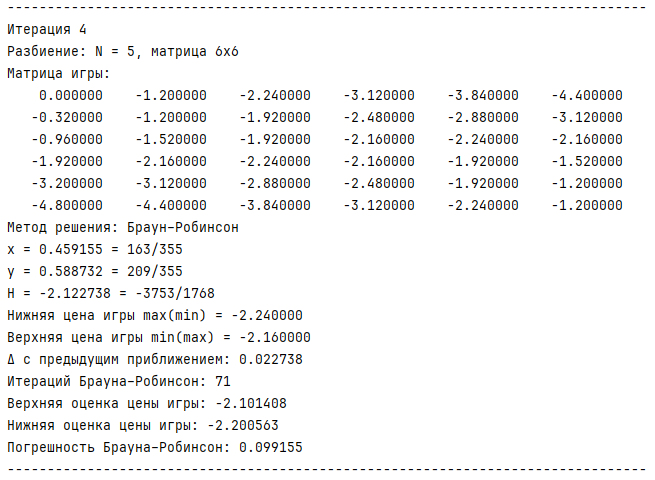 --------------------------------------------------------------------------------
Итерация 4
Разбиение: N = 5, матрица 6x6
Матрица игры:
    0.000000    -1.200000    -2.240000    -3.120000    -3.840000    -4.400000
   -0.320000    -1.200000    -1.920000    -2.480000    -2.880000    -3.120000
   -0.960000    -1.520000    -1.920000    -2.160000    -2.240000    -2.160000
   -1.920000    -2.160000    -2.240000    -2.160000    -1.920000    -1.520000
   -3.200000    -3.120000    -2.880000    -2.480000    -1.920000    -1.200000
   -4.800000    -4.400000    -3.840000    -3.120000    -2.240000    -1.200000
Метод решения: Браун-Робинсон
x = 0.459155 = 163/355
y = 0.588732 = 209/355
H = -2.122738 = -3753/1768
Нижняя цена игры max(min) = -2.240000
Верхняя цена игры min(max) = -2.160000
Δ с предыдущим приближением: 0.022738
Итераций Брауна-Робинсон: 71
Верхняя оценка цены игры: -2.101408
Нижняя оценка цены игры: -2.200563
Погрешность Брауна-Робинсон: 0.099155
--------------------------------------------------------------------------------